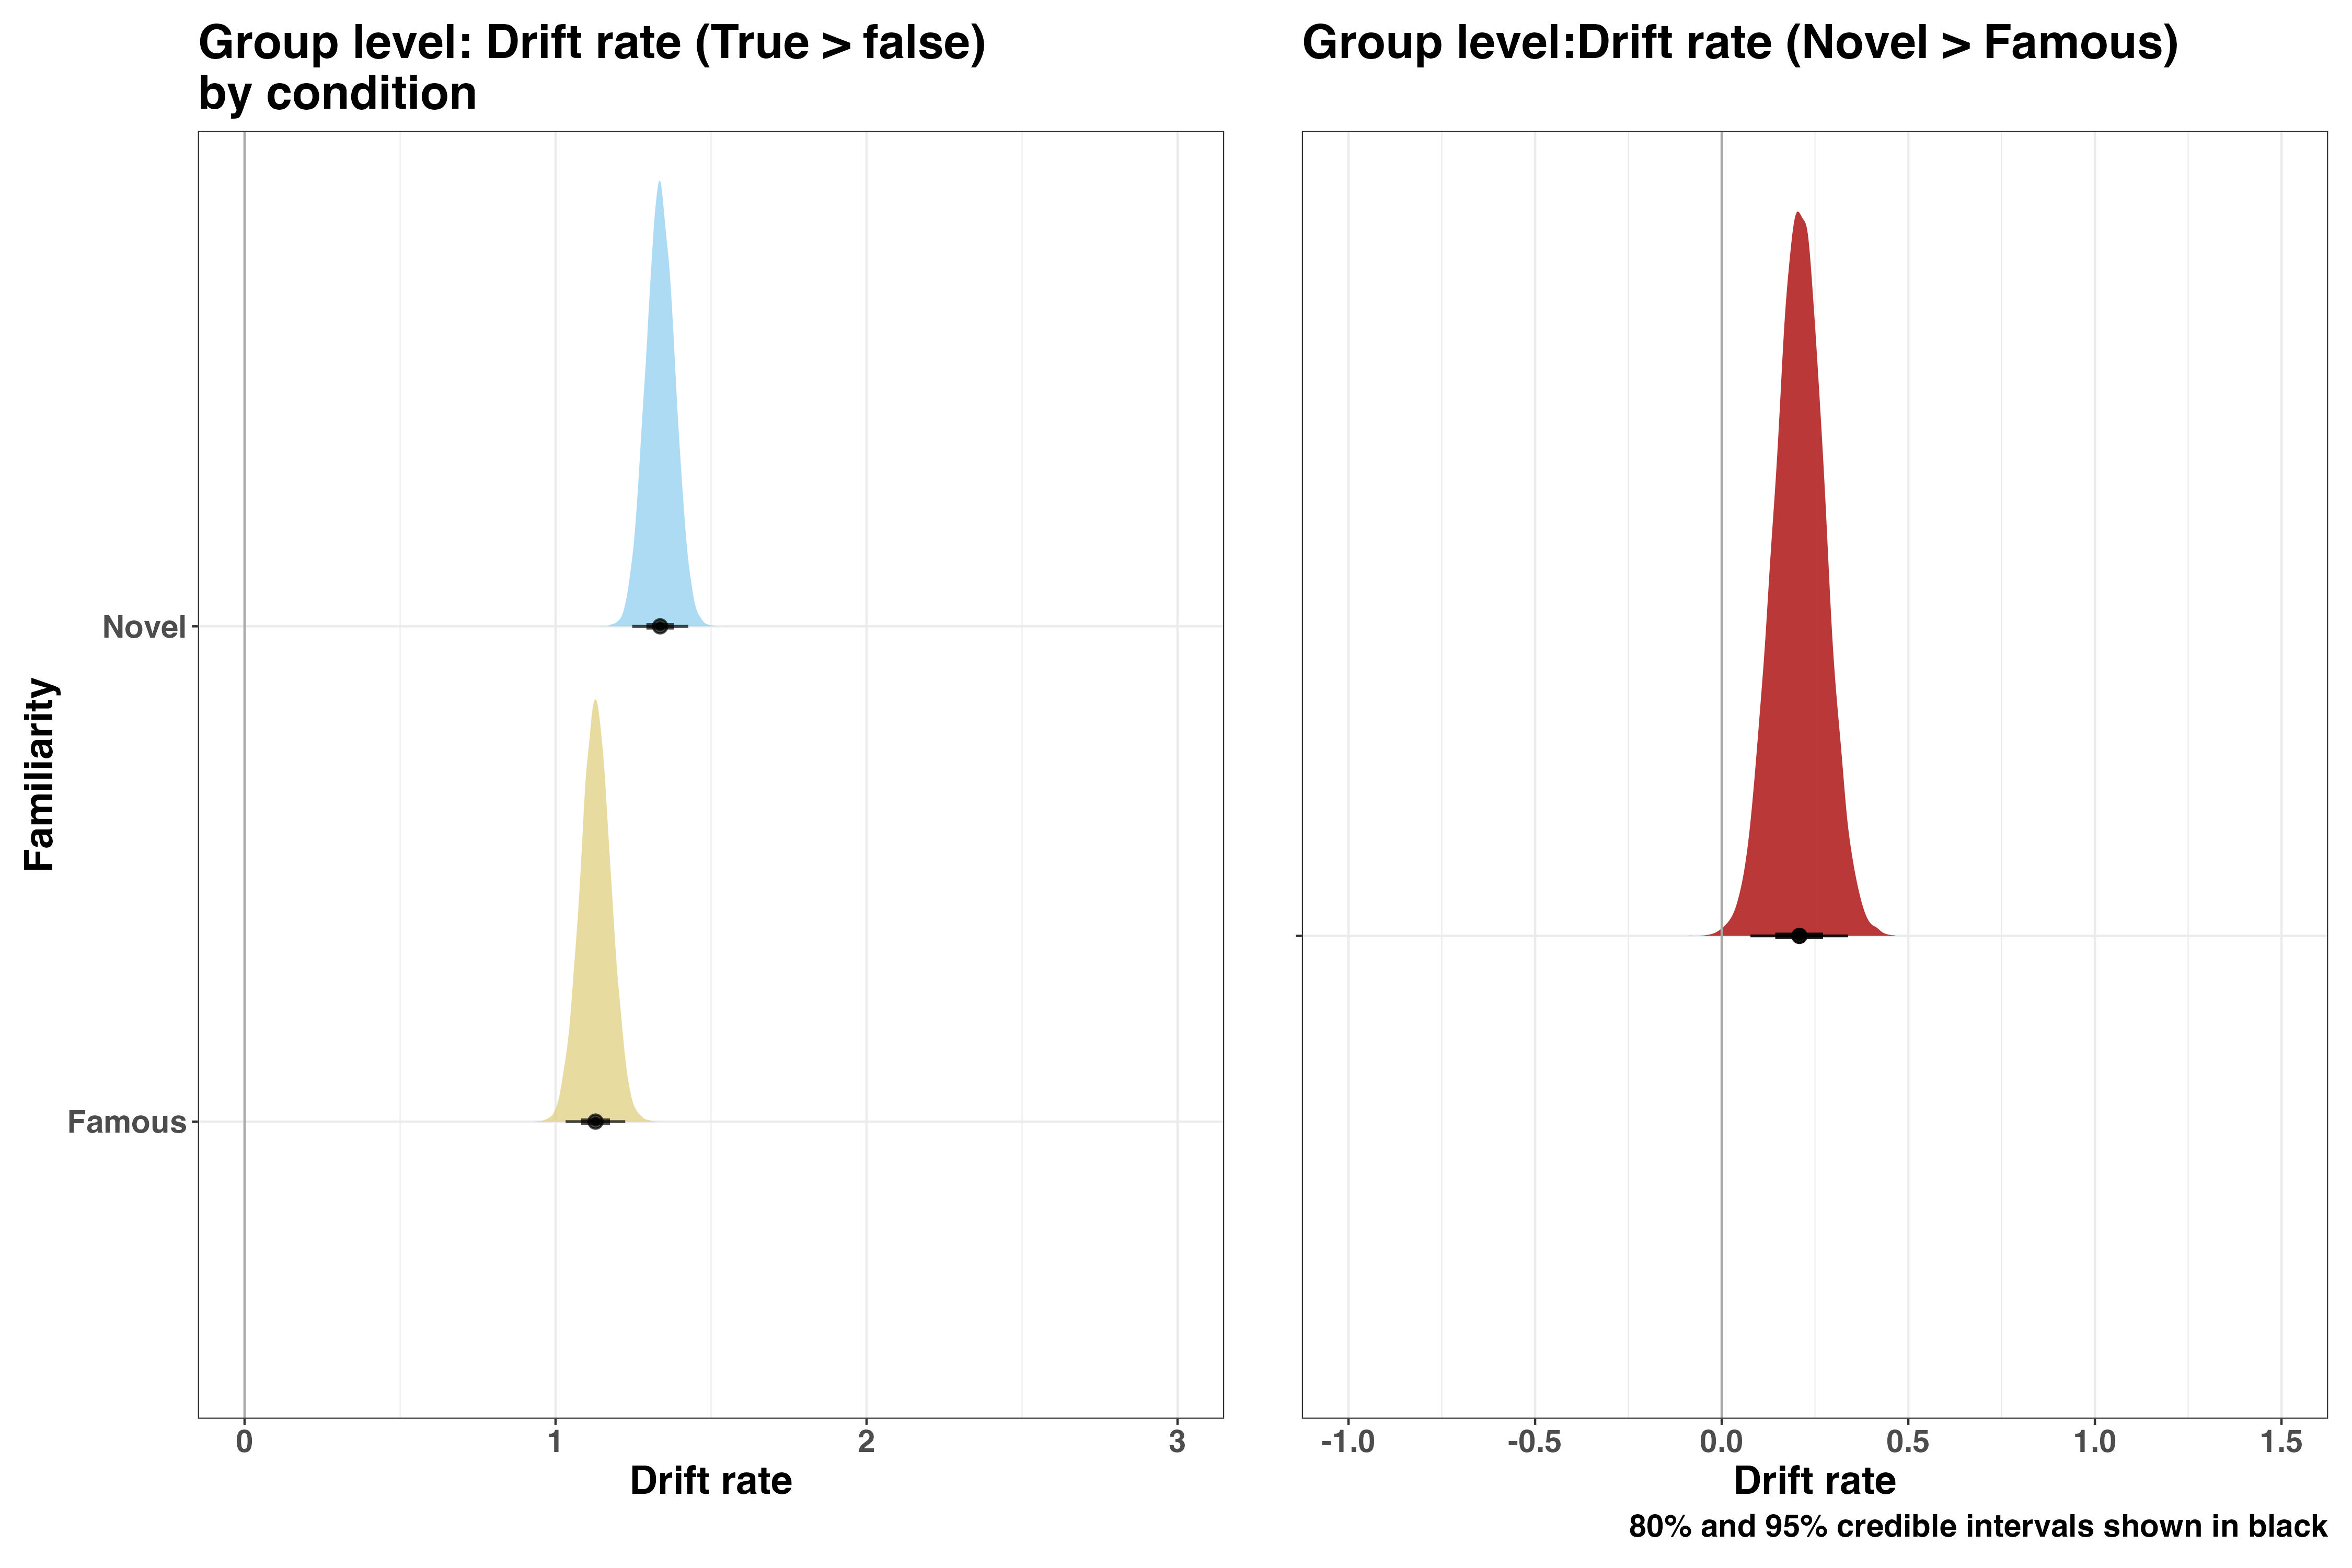 Group level: Drift rate (True > false)
by condition
Group level:Drift rate (Novel > Famous)
Familiarity
Novel
Famous
0 1 2 3
Drift rate
-1.0 -0.5 0.0 0.5 1.0 1.5
Drift rate
80% and 95% credible intervals shown in black